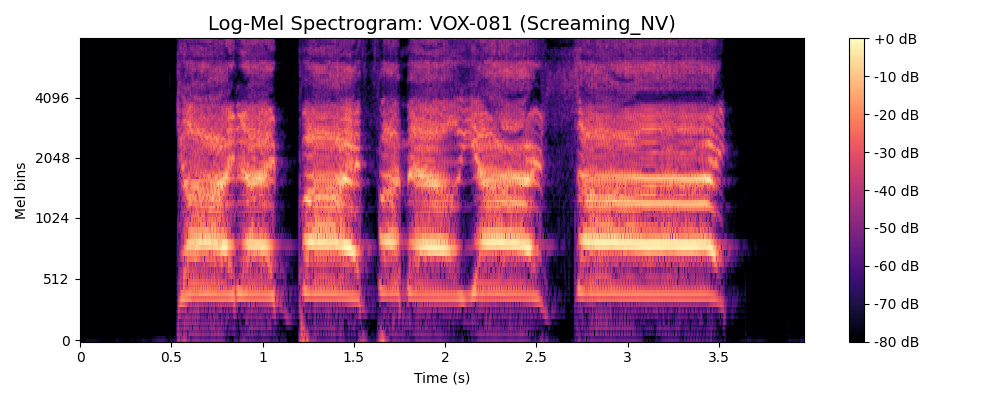 Log-Mel Spectrogram: VOX-081 (Screaming_NV)
Mel bins
4096
2048
1024
512
0
0
0.5
1
1.5
2
2.5
3
3.5
Time (s)
+0 dB
-10 dB
-20 dB
-30 dB
-40 dB
-50 dB
-60 dB
-70 dB
-80 dB